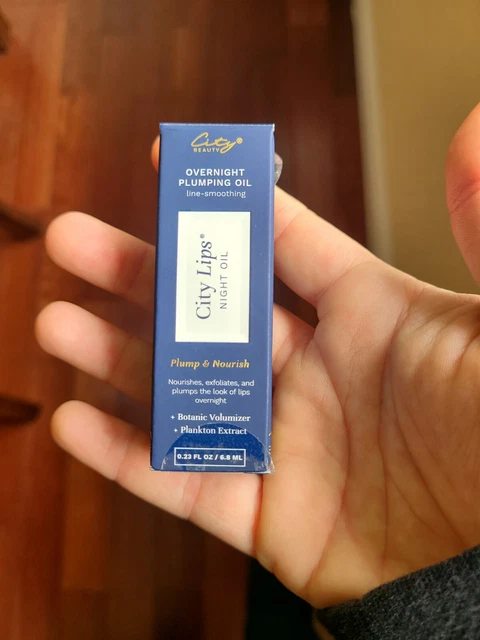 City®
BEAUTY
OVERNIGHT
PLUMPING OIL
line-smoothing
City Lips®
NIGHT OIL
Plump & Nourish
Nourishes, exfoliates, and
plumps the look of lips
overnight
+ Botanic Volumizer
+ Plankton Extract
0.23 FL OZ / 6.8 ML